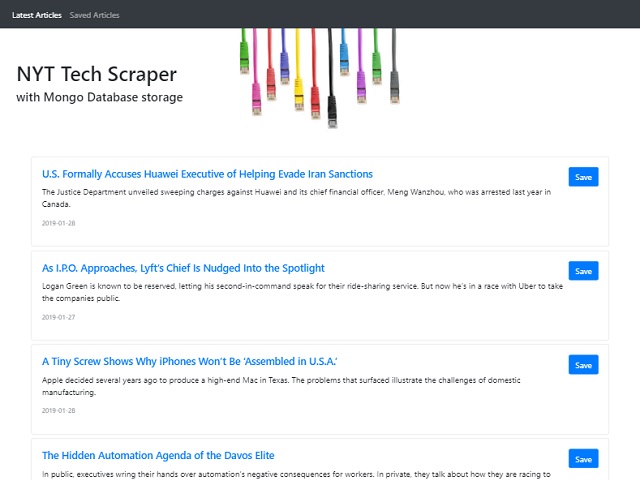 Latest Articles Saved Articles
NYT Tech Scraper
with Mongo Database storage
U.S. Formally Accuses Huawei Executive of Helping Evade Iran Sanctions
Save
The Justice Department unveiled sweeping charges against Huawei and its chief financial officer, Meng Wanzhou, who was arrested last year in
Canada.
2019-01-28
As I.P.O. Approaches, Lyft's Chief Is Nudged Into the Spotlight
Save
Logan Green is known to be reserved, letting his second-in-command speak for their ride-sharing service. But now he's in a race with Uber to take
the companies public.
2019-01-27
A Tiny Screw Shows Why iPhones Won't Be ‘Assembled in U.S.A.’
Save
Apple decided several years ago to produce a high-end Mac in Texas. The problems that surfaced illustrate the challenges of domestic
manufacturing.
2019-01-28
The Hidden Automation Agenda of the Davos Elite
Save
In public, executives wring their hands over automation's negative consequences for workers. In private, they talk about how they are racing to